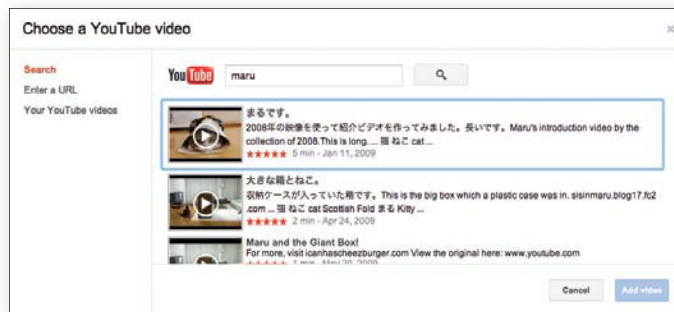 Choose a YouTube video
×
Search
Enter a URL
Your YouTube videos
YouTube
maru
まるです。
2008年の映像を使って紹介ビデオを作ってみました。長いです。Maru's introduction video by the
collection of 2008.This is long.... 猫 ねこ cat ...
★★★★★ 5 min - Jan 11, 2009
大きな箱とねこ。
収納ケースが入っていた箱です。This is the big box which a plastic case was in. sisinmaru.blog17.fc2
.com ... 猫 ねこ cat Scottish Fold まる Kitty ...
★★★★★ 2 min - Apr 24, 2009
Maru and the Giant Box!
For more, visit icanhascheezburger.com View the original here: www.youtube.com
min - May 20, 2009
Cancel
Add video